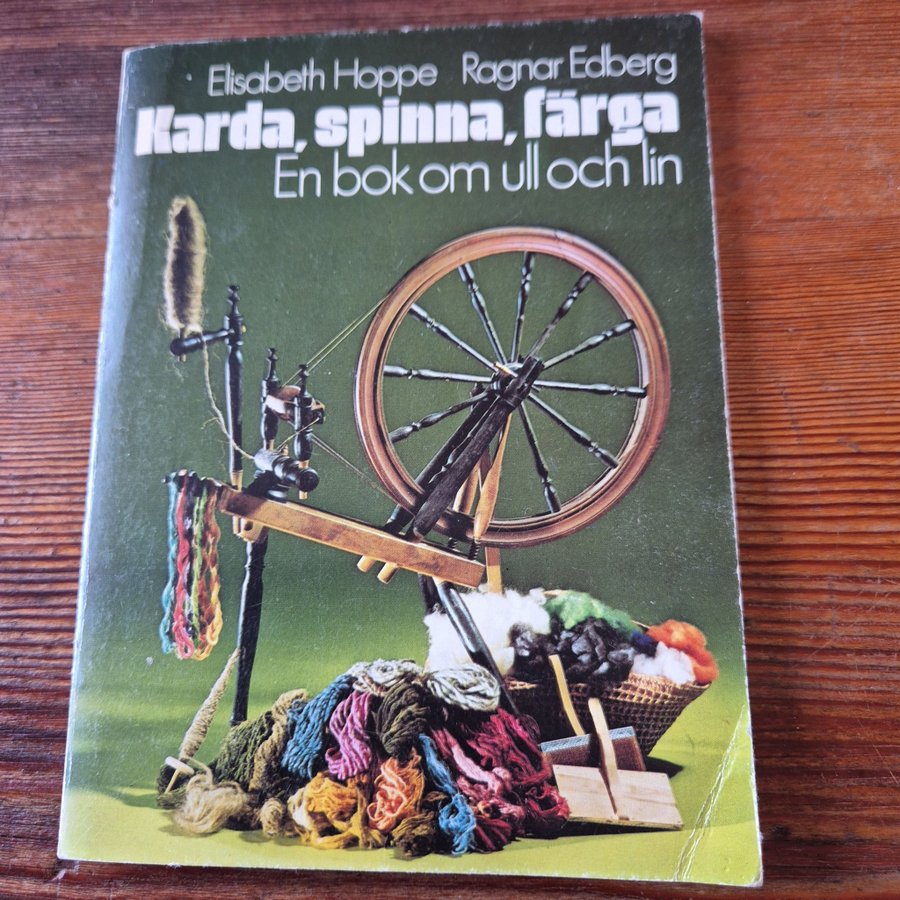 Elisabeth Hoppe Ragnar Edberg
Karda, spinna, färga
En bok om ull och lin